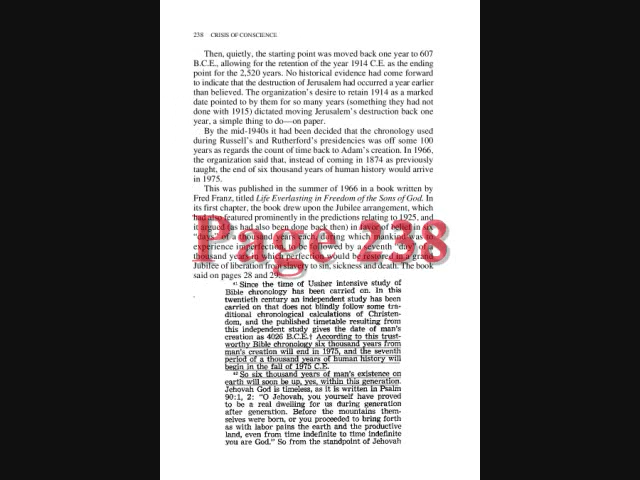 238 CRISIS OF CONSCIENCE
Then, quietly, the starting point was moved back one year to 607
B.C.E., allowing for the retention of the year 1914 C.E. as the ending
point for the 2,520 years. No historical evidence had come forward
to indicate that the destruction of Jerusalem had occurred a year earlier
than believed. The organization's desire to retain 1914 as a marked
date pointed to by them for so many years (something they had not
done with 1915) dictated moving Jerusalem's destruction back one
year, a simple thing to do—on paper.
By the mid-1940s it had been decided that the chronology used
during Russell's and Rutherford's presidencies was off some 100
years as regards the count of time back to Adam's creation. In 1966,
the organization said that, instead of coming in 1874 as previously
taught, the end of six thousand years of human history would arrive
in 1975.
This was published in the summer of 1966 in a book written by
Fred Franz, titled Life Everlasting in Freedom of the Sons of God. In
its first chapter, the book drew upon the Jubilee arrangement, which
had also featured prominently in the predictions relating to 1925, and
it argued (as had also been done back then) in favor of belief in six
"days" of a thousand years each, during which mankind was to
experience imperfection, to be followed by a seventh "day" of a
thousand years in which perfection would be restored in a grand
Jubilee of liberation from slavery to sin, sickness and death. The book
said on pages 28 and 29:
Page 238
41 Since the time of Ussher intensive study of
Bible chronology has been carried on. In this
twentieth century an independent study has been
carried on that does not blindly follow some tra-
ditional chronological calculations of Christen-
dom, and the published timetable resulting from
this independent study gives the date of man's
creation as 4026 B.C.E.† According to this trust-
worthy Bible chronology six thousand years from
man's creation will end in 1975, and the seventh
period of a thousand years of human history will
begin in the fall of 1975 C.E.
42 So six thousand years of man's existence on
earth will soon be up, yes, within this generation.
Jehovah God is timeless, as it is written in Psalm
90:1, 2: "O Jehovah, you yourself have proved
to be a real dwelling for us during generation
after generation. Before the mountains them-
selves were born, or you proceeded to bring forth
as with labor pains the earth and the productive
land, even from time indefinite to time indefinite
you are God." So from the standpoint of Jehovah